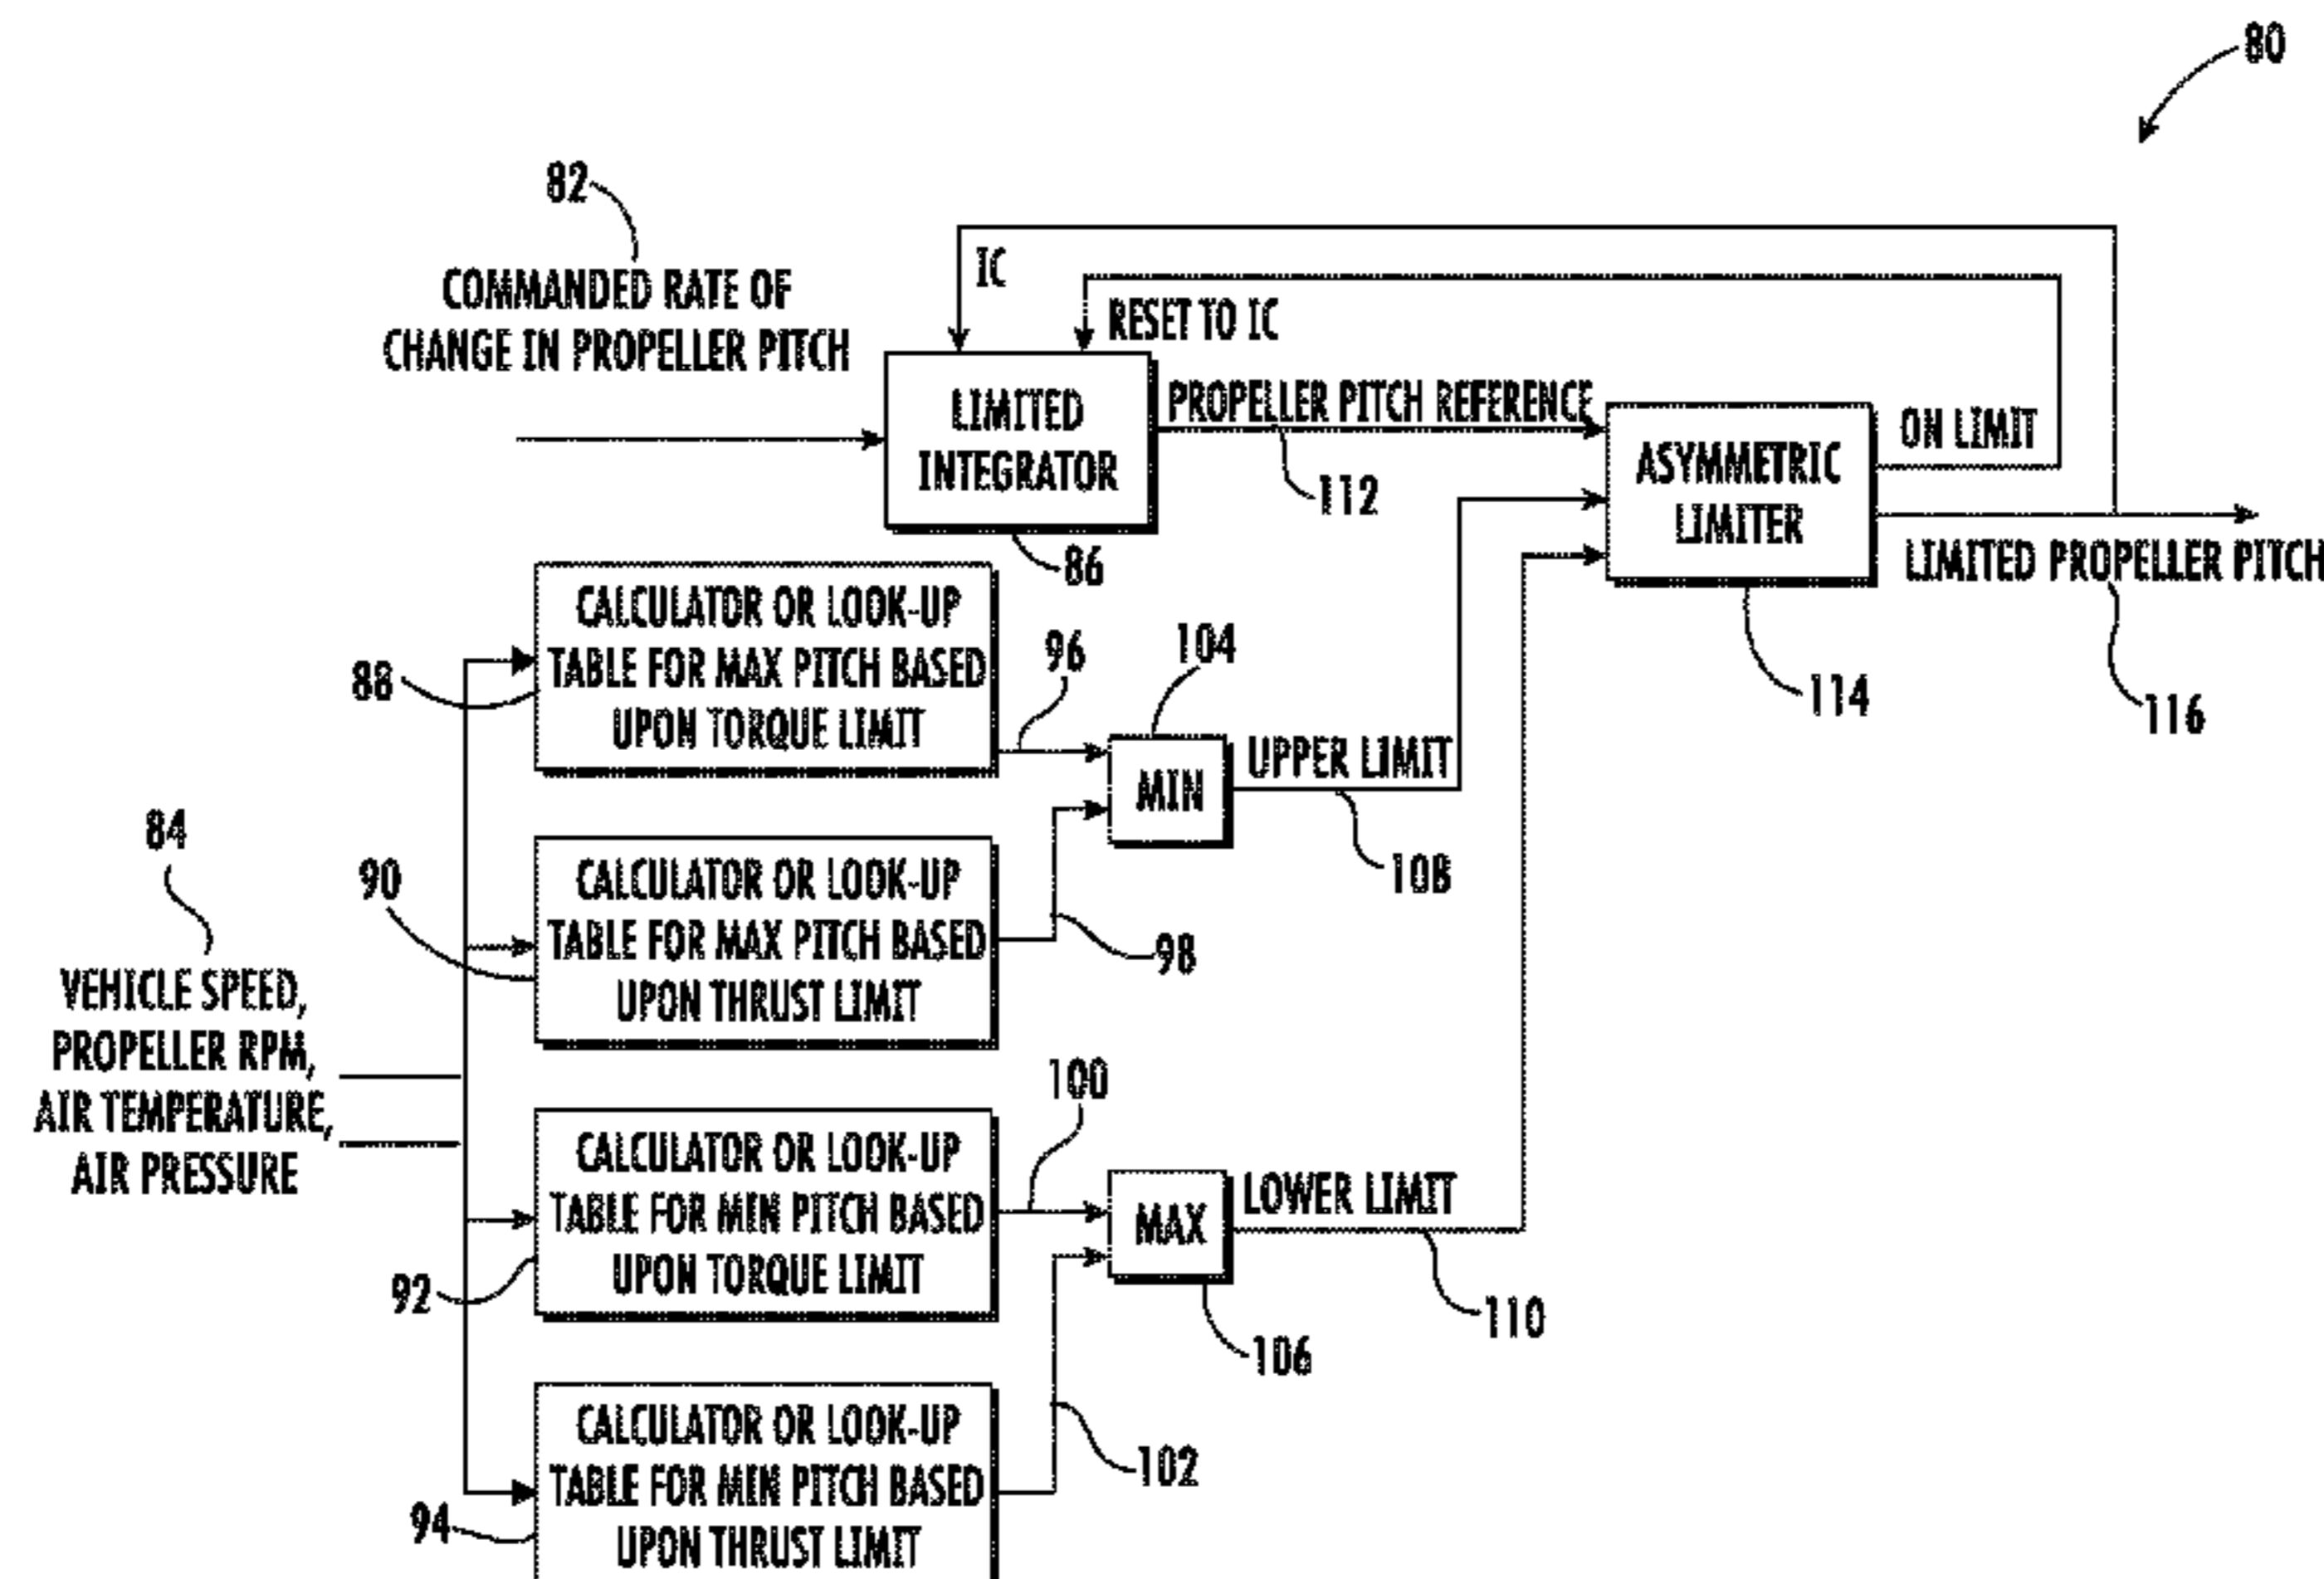 80
82
COMMANDED RATE OF
CHANGE IN PROPELLER PITCH
IC
RESET TO IC
LIMITED
INTEGRATOR
PROPELLER PITCH REFERENCE
112
86
ASYMMETRIC
LIMITER
ON LIMIT
LIMITED PROPELLER PITCH
114
116
CALCULATOR OR LOOK-UP
TABLE FOR MAX PITCH BASED
UPON TORQUE LIMIT
88
96
104
MIN
UPPER LIMIT
108
84
VEHICLE SPEED,
PROPELLER RPM,
AIR TEMPERATURE,
AIR PRESSURE
90
CALCULATOR OR LOOK-UP
TABLE FOR MAX PITCH BASED
UPON THRUST LIMIT
98
100
CALCULATOR OR LOOK-UP
TABLE FOR MIN PITCH BASED
UPON TORQUE LIMIT
92
MAX
LOWER LIMIT
110
106
CALCULATOR OR LOOK-UP
TABLE FOR MIN PITCH BASED
UPON THRUST LIMIT
94
102